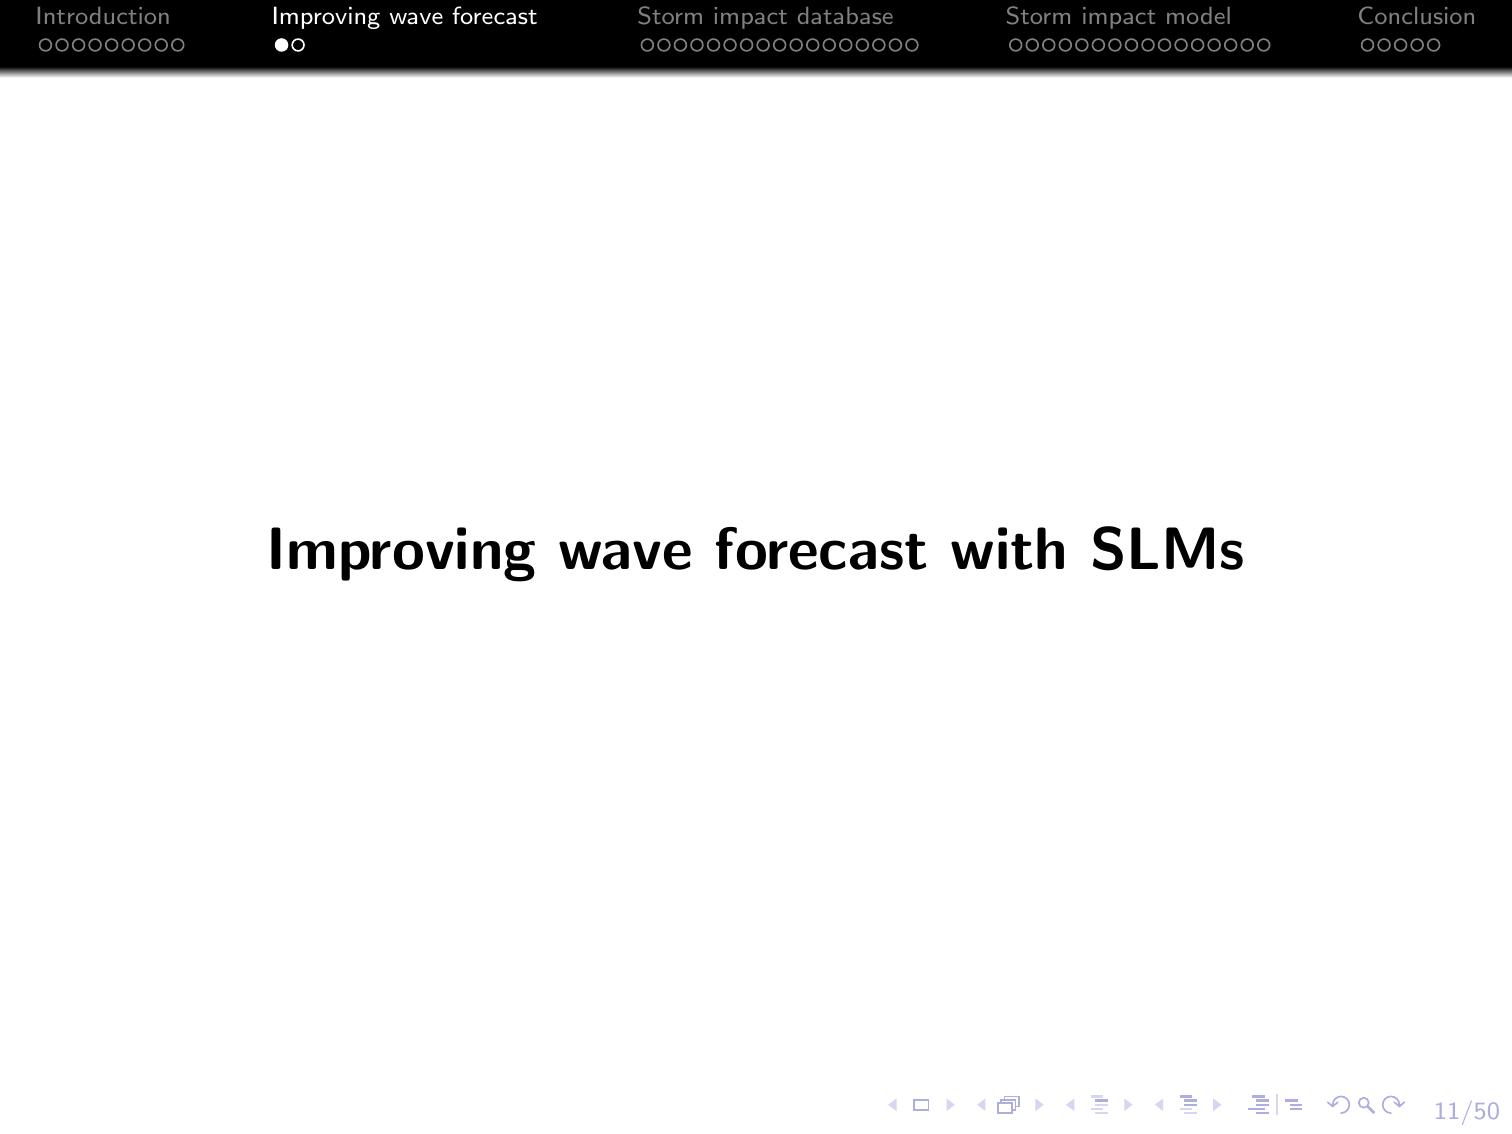 Introduction Improving wave forecast Storm impact database Storm impact model Conclusion
Improving wave forecast with SLMs
11/50